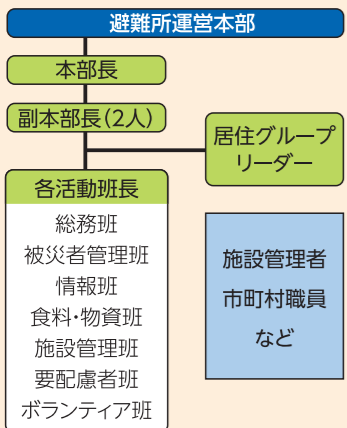 避難所運営本部
本部長
副本部長(2人)
居住グループ
リーダー
各活動班長
総務班
被災者管理班
情報班
食料・物資班
施設管理班
要配慮者班
ボランティア班
施設管理者
市町村職員
など